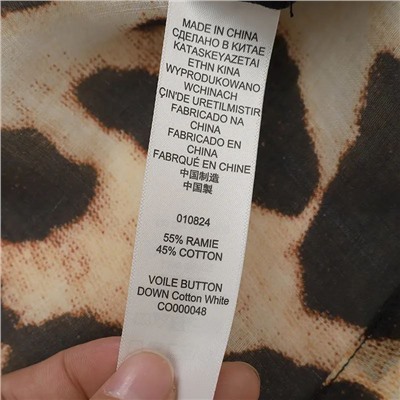 MADE IN CHINA
СДЕЛАНО В КИТАЕ
KATASKEYAZETAI
ETHN KINA
WYPRODUKOWANO
WCHINACH
ÇIN'DE URETILMISTIR
FABRICADO NA
CHINA
FABRICADO EN
CHINA
FABRQUÉ EN CHINE
中国制造
中国製
010824
55% RAMIE
45% COTTON
VOILE BUTTON
DOWN Cotton White
CO000048